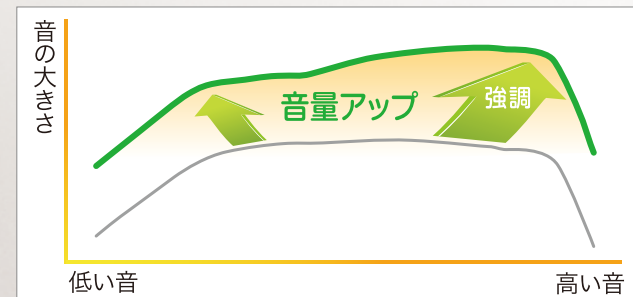 音の大きさ
音量アップ
強調
低い音
高い音